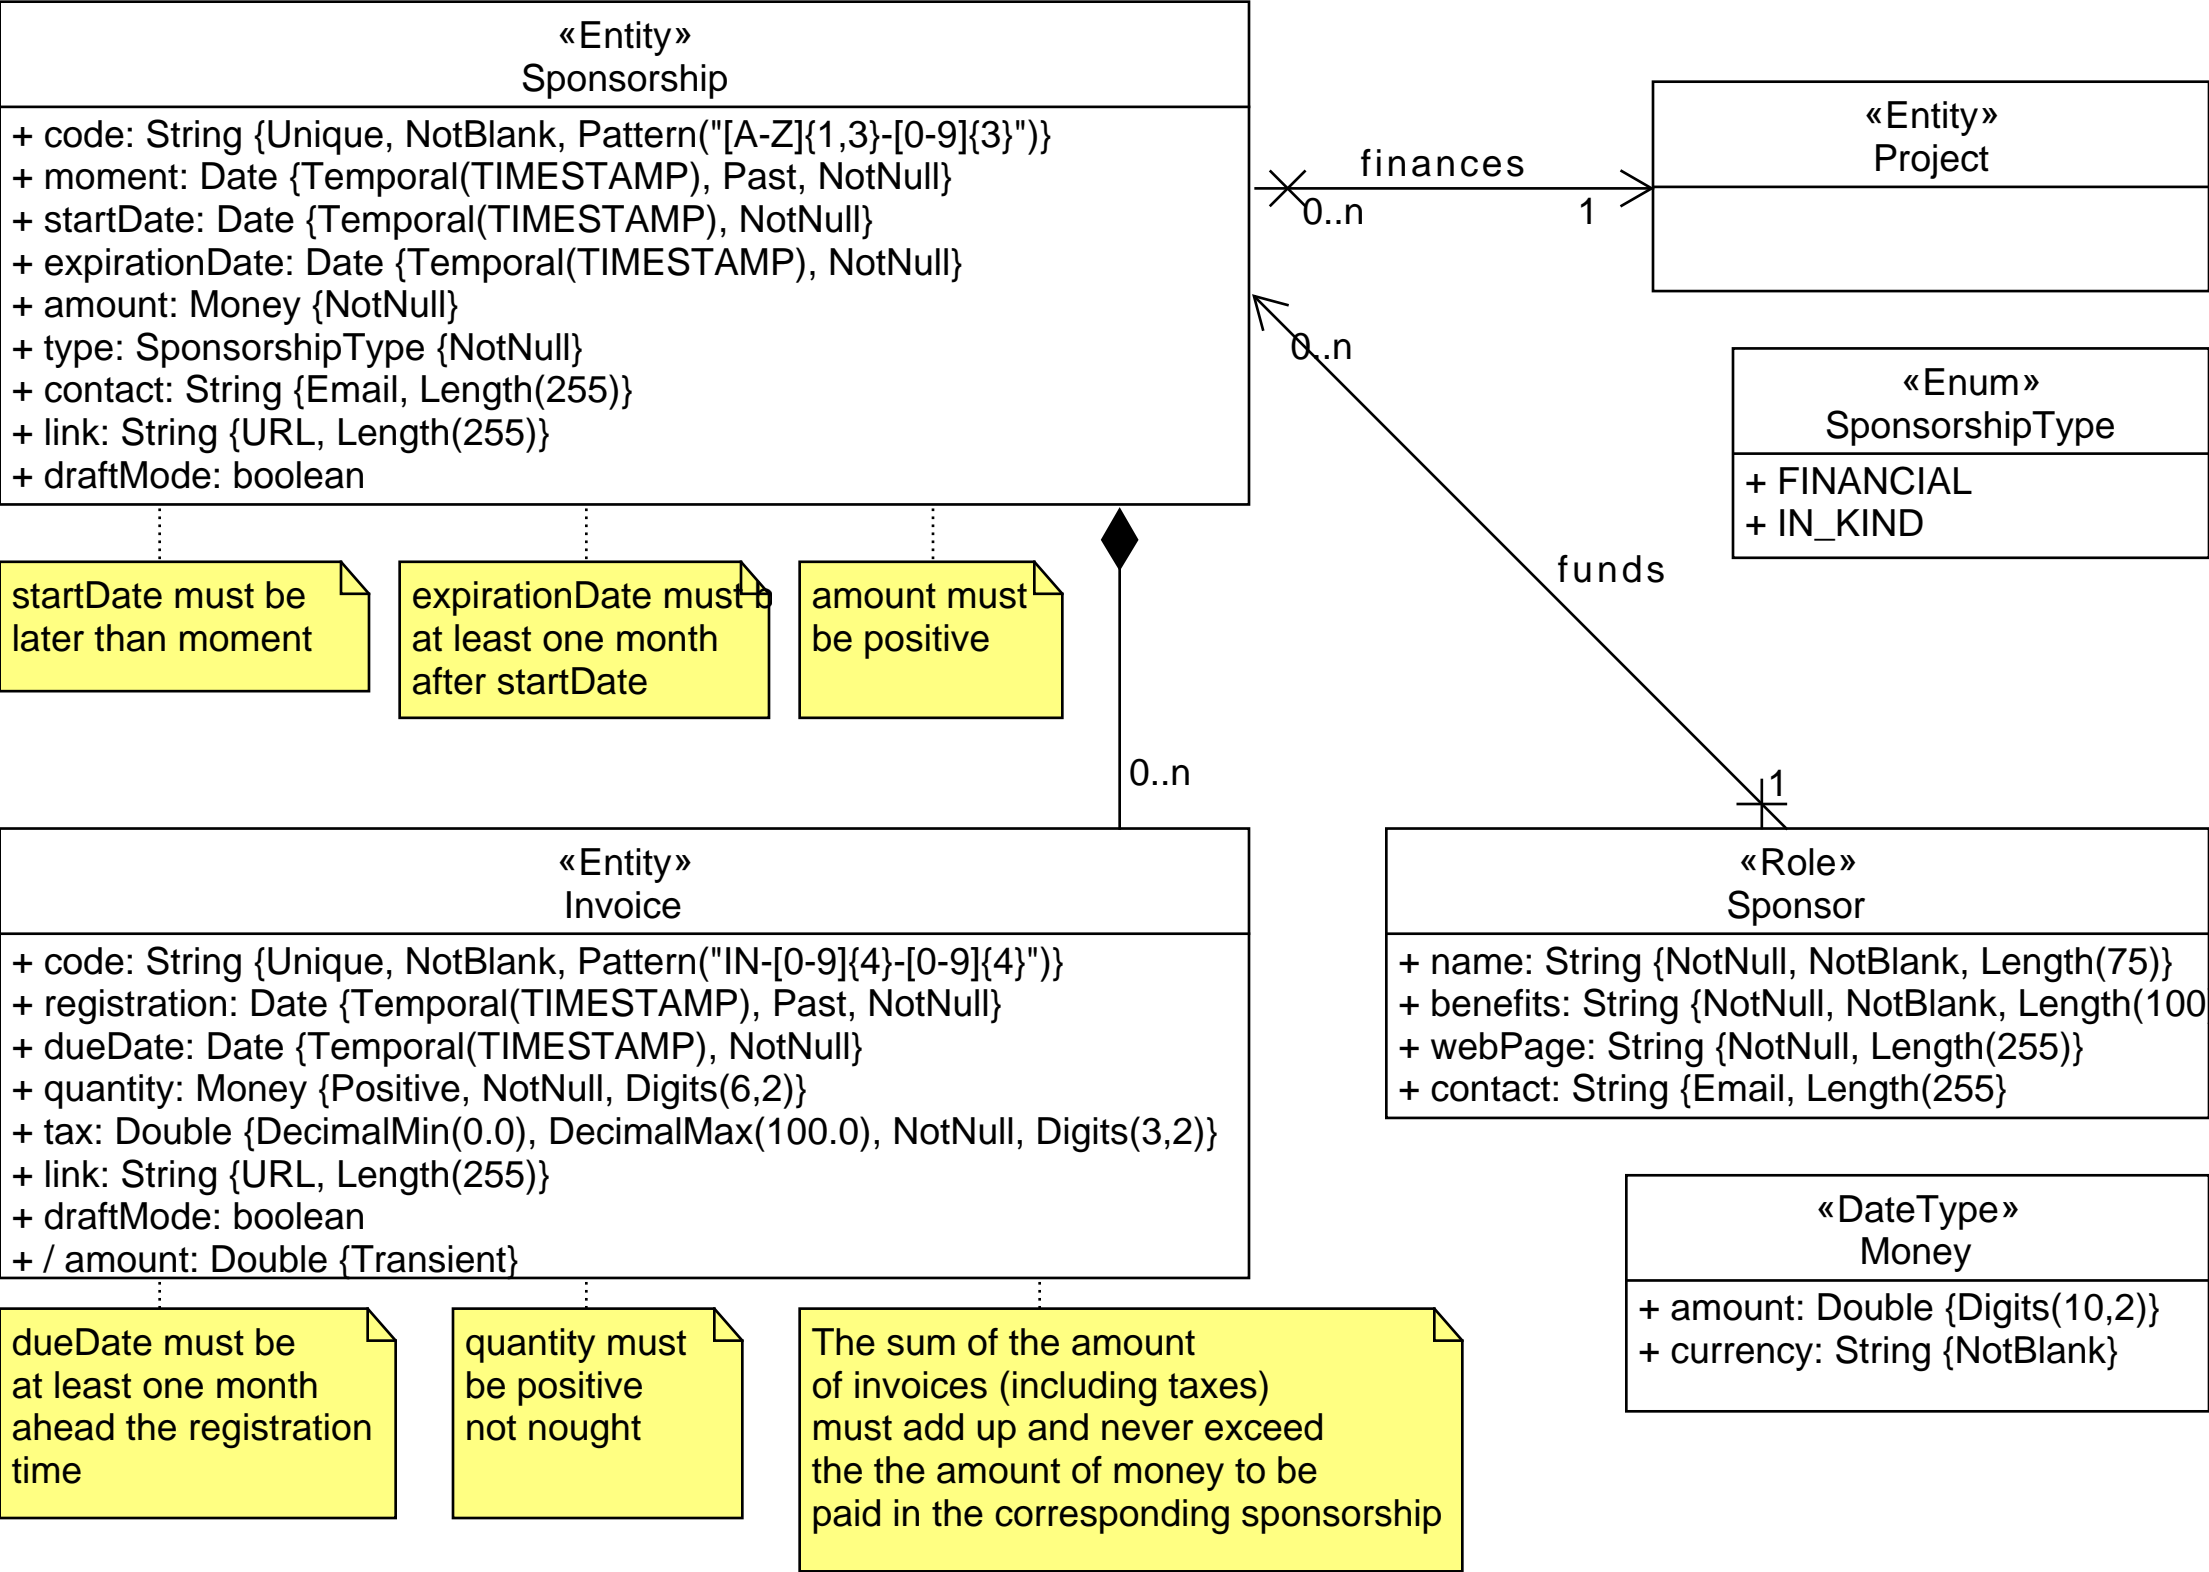 «Entity»
Sponsorship
+ code: String {Unique, NotBlank, Pattern("[A-Z]{1,3}-[0-9]{3}")}
+ moment: Date {Temporal(TIMESTAMP), Past, NotNull}
+ startDate: Date {Temporal(TIMESTAMP), NotNull}
+ expirationDate: Date {Temporal(TIMESTAMP), NotNull}
+ amount: Money {NotNull}
+ type: SponsorshipType {NotNull}
+ contact: String {Email, Length(255)}
+ link: String {URL, Length(255)}
+ draftMode: boolean
finances
0..n
1
«Entity»
Project
0..n
«Enum»
SponsorshipType
+ FINANCIAL
+ IN_KIND
startDate must be
later than moment
expirationDate must b
at least one month
after startDate
amount must
be positive
funds
0..n
1
«Entity»
Invoice
+ code: String {Unique, NotBlank, Pattern("IN-[0-9]{4}-[0-9]{4}")}
+ registration: Date {Temporal(TIMESTAMP), Past, NotNull}
+ dueDate: Date {Temporal(TIMESTAMP), NotNull}
+ quantity: Money {Positive, NotNull, Digits(6,2)}
+ tax: Double {DecimalMin(0.0), DecimalMax(100.0), NotNull, Digits(3,2)}
+ link: String {URL, Length(255)}
+ draftMode: boolean
+ / amount: Double {Transient}
«Role»
Sponsor
+ name: String {NotNull, NotBlank, Length(75)}
+ benefits: String {NotNull, NotBlank, Length(100
+ webPage: String {NotNull, Length(255)}
+ contact: String {Email, Length(255}
«DateType»
Money
+ amount: Double {Digits(10,2)}
+ currency: String {NotBlank}
dueDate must be
at least one month
ahead the registration
time
quantity must
be positive
not nought
The sum of the amount
of invoices (including taxes)
must add up and never exceed
the the amount of money to be
paid in the corresponding sponsorship